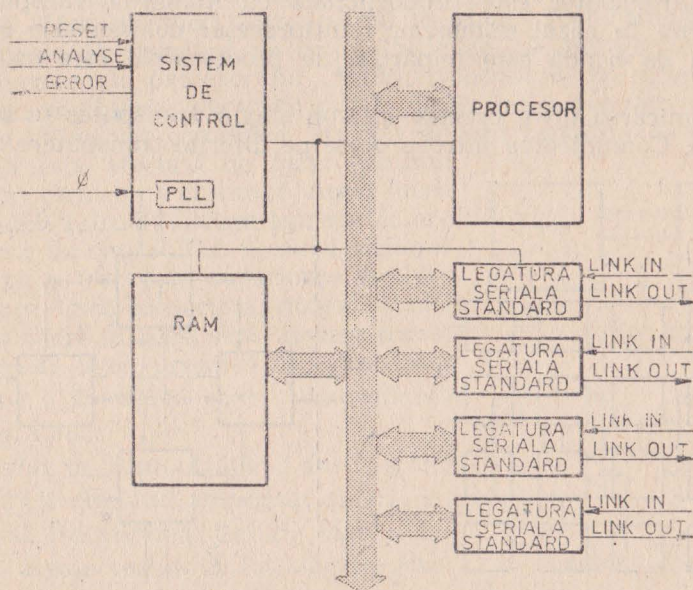 RESET
ANALYSE
ERROR
SISTEM
DE
CONTROL
Ø
PLL
PROCESOR
RAM
LEGATURA
SERIALA
STANDARD
LINK IN
LINK OUT
LEGATURA
SERIALA
STANDARD
LINK IN
LINK OUT
LEGATURA
SERIALA
STANDARD
LINK IN
LINK OUT
LEGATURA
SERIALA
STANDARD
LINK IN
LINK OUT